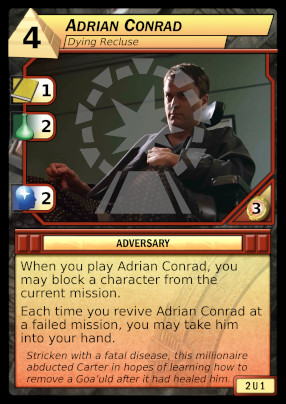 4
ADRIAN CONRAD
Dying Recluse
1
2
2
3
ADVERSARY
When you play Adrian Conrad, you
may block a character from the
current mission.
Each time you revive Adrian Conrad at
a failed mission, you may take him
into your hand.
Stricken with a fatal disease, this millionaire
abducted Carter in hopes of learning how to
remove a Goa'uld after it had healed him.
2 U 1